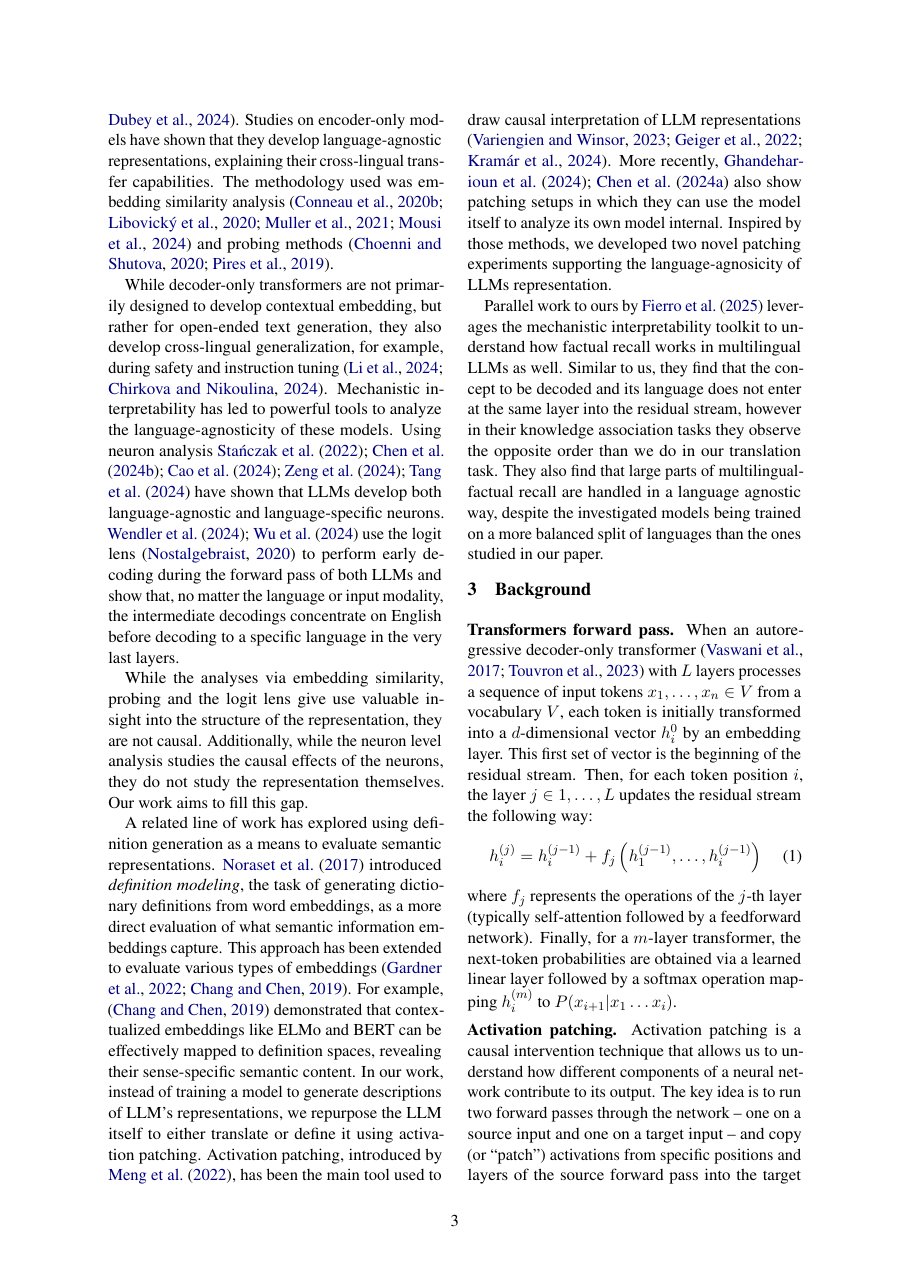 Dubey et al., 2024). Studies on encoder-only mod-
els have shown that they develop language-agnostic
representations, explaining their cross-lingual trans-
fer capabilities. The methodology used was em-
bedding similarity analysis (Conneau et al., 2020b;
Libovický et al., 2020; Muller et al., 2021; Mousi
et al., 2024) and probing methods (Choenni and
Shutova, 2020; Pires et al., 2019).
While decoder-only transformers are not primar-
ily designed to develop contextual embedding, but
rather for open-ended text generation, they also
develop cross-lingual generalization, for example,
during safety and instruction tuning (Li et al., 2024;
Chirkova and Nikoulina, 2024). Mechanistic in-
terpretability has led to powerful tools to analyze
the language-agnosticity of these models. Using
neuron analysis Stańczak et al. (2022); Chen et al.
(2024b); Cao et al. (2024); Zeng et al. (2024); Tang
et al. (2024) have shown that LLMs develop both
language-agnostic and language-specific neurons.
Wendler et al. (2024); Wu et al. (2024) use the logit
lens (Nostalgebraist, 2020) to perform early de-
coding during the forward pass of both LLMs and
show that, no matter the language or input modality,
the intermediate decodings concentrate on English
before decoding to a specific language in the very
last layers.
While the analyses via embedding similarity,
probing and the logit lens give use valuable in-
sight into the structure of the representation, they
are not causal. Additionally, while the neuron level
analysis studies the causal effects of the neurons,
they do not study the representation themselves.
Our work aims to fill this gap.
A related line of work has explored using defi-
nition generation as a means to evaluate semantic
representations. Noraset et al. (2017) introduced
definition modeling, the task of generating dictio-
nary definitions from word embeddings, as a more
direct evaluation of what semantic information em-
beddings capture. This approach has been extended
to evaluate various types of embeddings (Gardner
et al., 2022; Chang and Chen, 2019). For example,
(Chang and Chen, 2019) demonstrated that contex-
tualized embeddings like ELMo and BERT can be
effectively mapped to definition spaces, revealing
their sense-specific semantic content. In our work,
instead of training a model to generate descriptions
of LLM's representations, we repurpose the LLM
itself to either translate or define it using activa-
tion patching. Activation patching, introduced by
Meng et al. (2022), has been the main tool used to
draw causal interpretation of LLM representations
(Variengien and Winsor, 2023; Geiger et al., 2022;
Kramár et al., 2024). More recently, Ghandehar-
ioun et al. (2024); Chen et al. (2024a) also show
patching setups in which they can use the model
itself to analyze its own model internal. Inspired by
those methods, we developed two novel patching
experiments supporting the language-agnosicity of
LLMs representation.
Parallel work to ours by Fierro et al. (2025) lever-
ages the mechanistic interpretability toolkit to un-
derstand how factual recall works in multilingual
LLMs as well. Similar to us, they find that the con-
cept to be decoded and its language does not enter
at the same layer into the residual stream, however
in their knowledge association tasks they observe
the opposite order than we do in our translation
task. They also find that large parts of multilingual-
factual recall are handled in a language agnostic
way, despite the investigated models being trained
on a more balanced split of languages than the ones
studied in our paper.
3 Background
Transformers forward pass. When an autore-
gressive decoder-only transformer (Vaswani et al.,
2017; Touvron et al., 2023) with L layers processes
a sequence of input tokens x_1, . . . , x_n ∈ V from a
vocabulary V, each token is initially transformed
into a d-dimensional vector h_i^0 by an embedding
layer. This first set of vector is the beginning of the
residual stream. Then, for each token position i,
the layer j ∈ 1, . . . , L updates the residual stream
the following way:
h_i^{(j)} = h_i^{(j−1)} + f_j (h_1^{(j−1)}, . . . , h_i^{(j−1)}) (1)
where f_j represents the operations of the j-th layer
(typically self-attention followed by a feedforward
network). Finally, for a m-layer transformer, the
next-token probabilities are obtained via a learned
linear layer followed by a softmax operation map-
ping h_i^{(m)} to P(x_{i+1}|x_1 . . . x_i).
Activation patching. Activation patching is a
causal intervention technique that allows us to un-
derstand how different components of a neural net-
work contribute to its output. The key idea is to run
two forward passes through the network – one on a
source input and one on a target input – and copy
(or “patch”) activations from specific positions and
layers of the source forward pass into the target
3